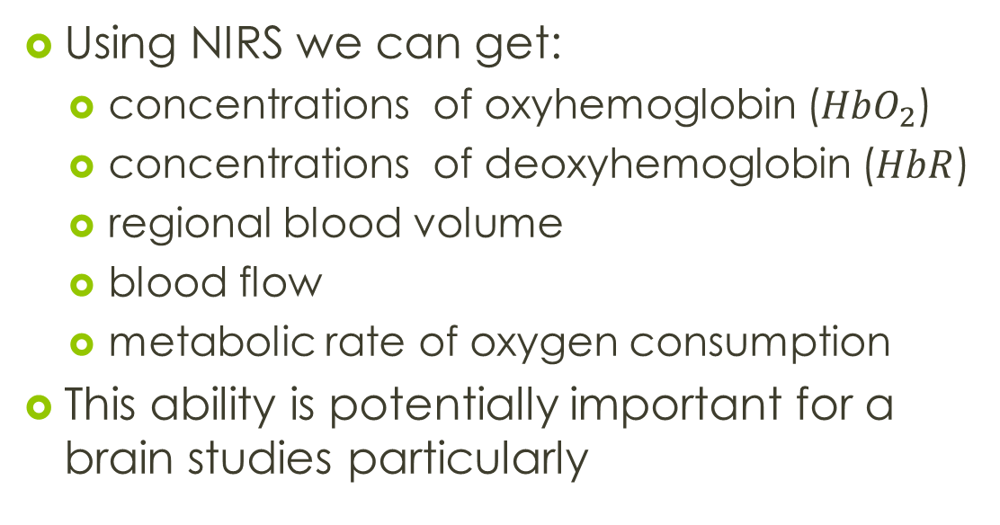 Using NIRS we can get:
concentrations of oxyhemoglobin (HbO₂)
concentrations of deoxyhemoglobin (HbR)
regional blood volume
blood flow
metabolic rate of oxygen consumption
This ability is potentially important for a
brain studies particularly